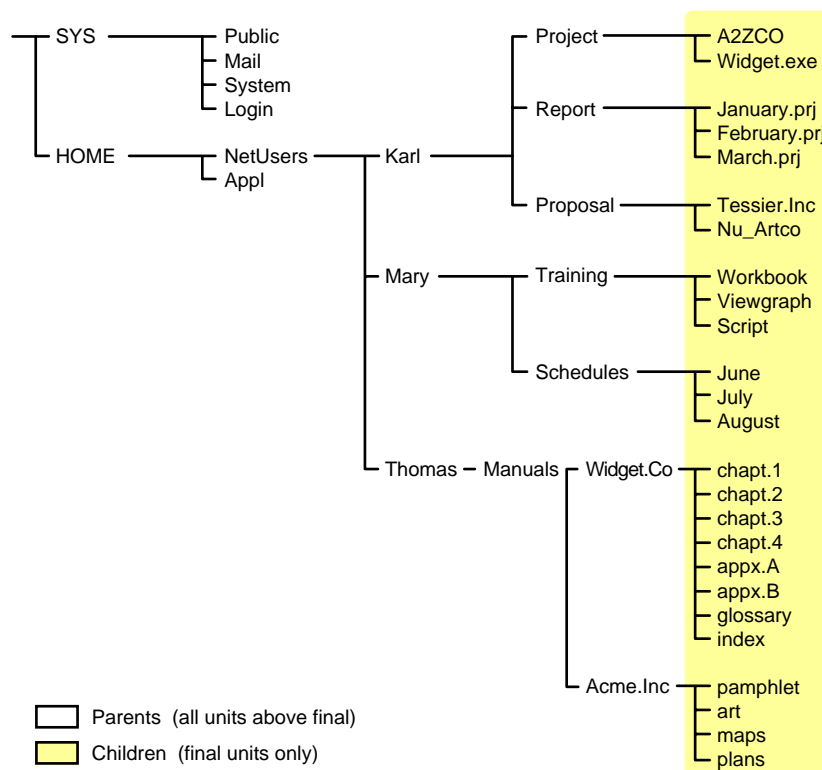 SYS Public Project A2ZCO
Mail Widget.exe
System
Login Report January.prj
February.prj
HOME NetUsers Karl March.prj
Appl
Proposal Tessier.Inc
Nu_Artco
Mary Training Workbook
Viewgraph
Script
Schedules June
July
August
Thomas Manuals Widget.Co chapt.1
chapt.2
chapt.3
chapt.4
appx.A
appx.B
glossary
index
Acme.Inc pamphlet
art
Parents (all units above final)
maps
Children (final units only) plans